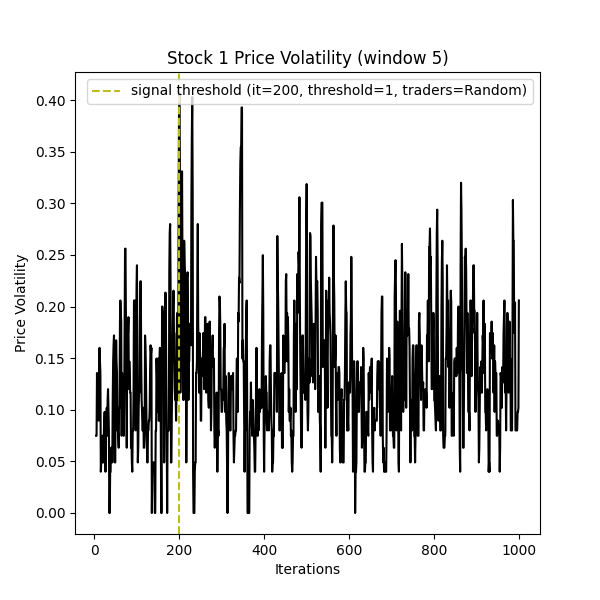 Stock 1 Price Volatility (window 5)
signal threshold (it=200, threshold=1, traders=Random)
0.40
0.35
0.30
0.25
0.20
0.15
0.10
0.05
0.00
Price Volatility
0 200 400 600 800 1000
Iterations